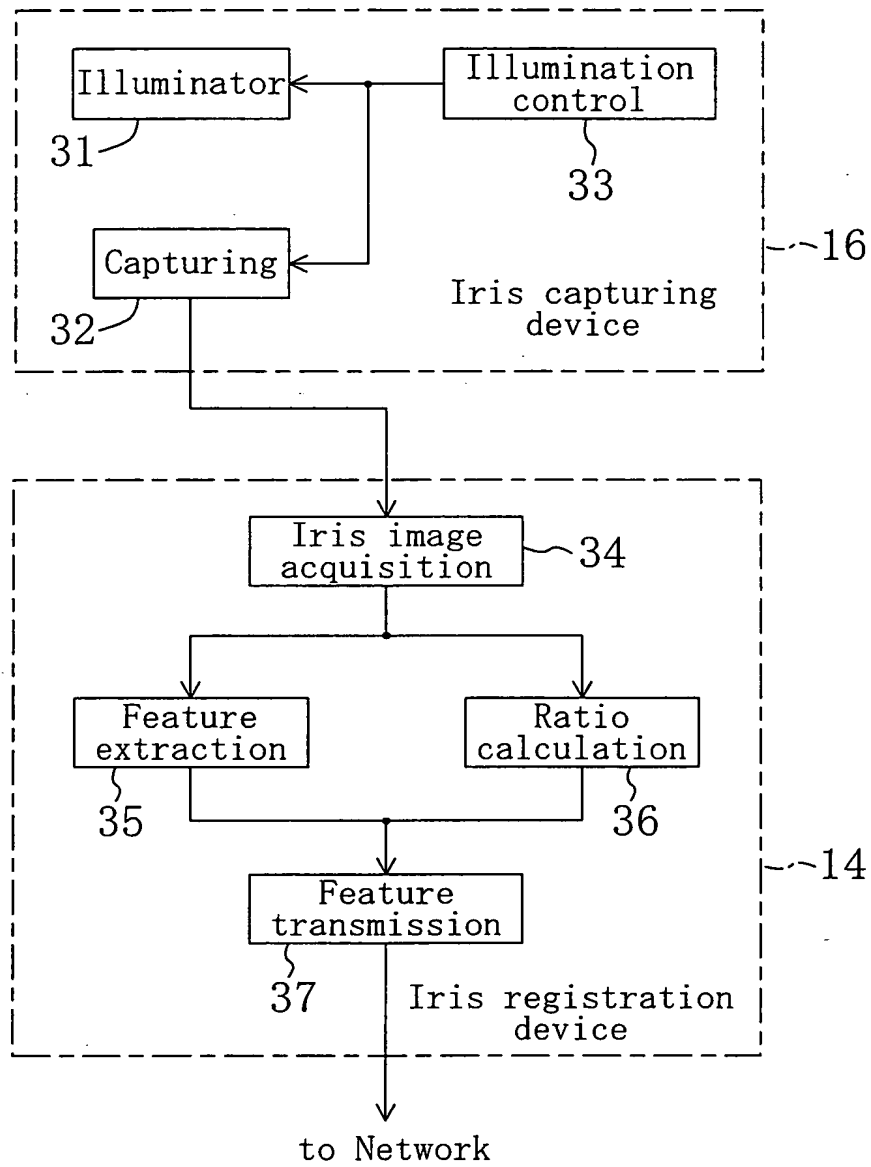 Illuminator
Illumination
control
31
33
Capturing
16
32
Iris capturing
device
Iris image
acquisition
34
Feature
extraction
Ratio
calculation
35
36
Feature
transmission
14
37
Iris registration
device
to Network